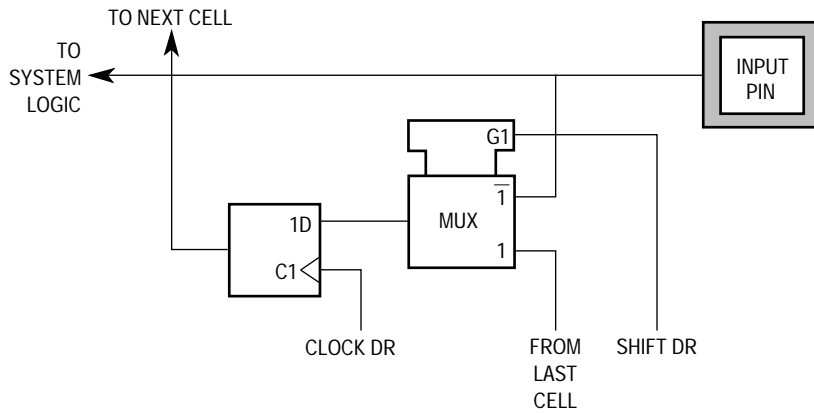 TO NEXT CELL
TO
SYSTEM
LOGIC
INPUT
PIN
G1
1̅
MUX
1
1D
C1
CLOCK DR
FROM
LAST
CELL
SHIFT DR